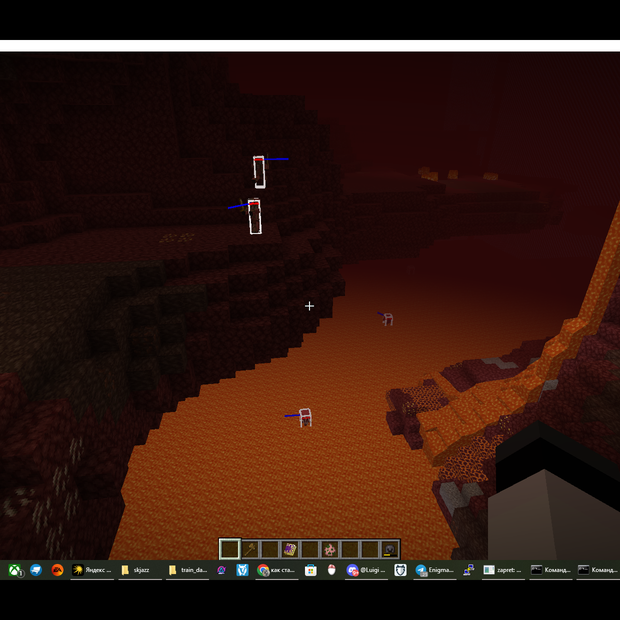 Яндекс ...
skjazz
train_da...
как ста...
@Luigi ...
Enigma...
zapret: ...
Команд...
Команд...